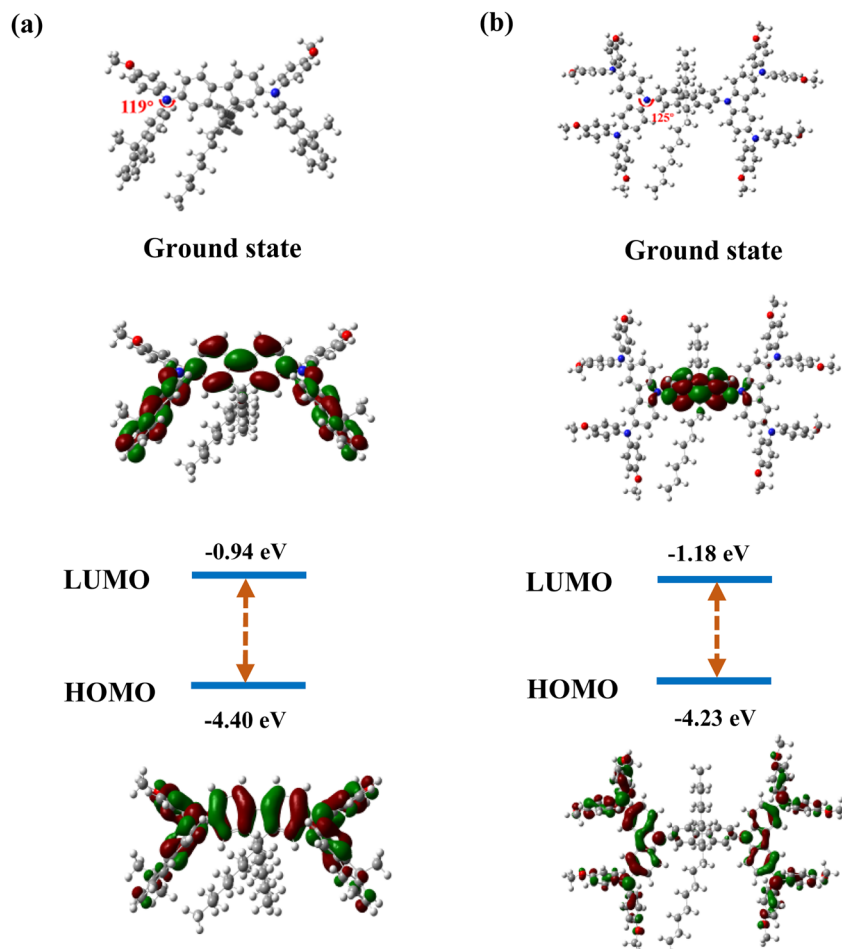 (a)
119°
Ground state
-0.94 eV
LUMO
HOMO
-4.40 eV
(b)
125°
Ground state
-1.18 eV
LUMO
HOMO
-4.23 eV